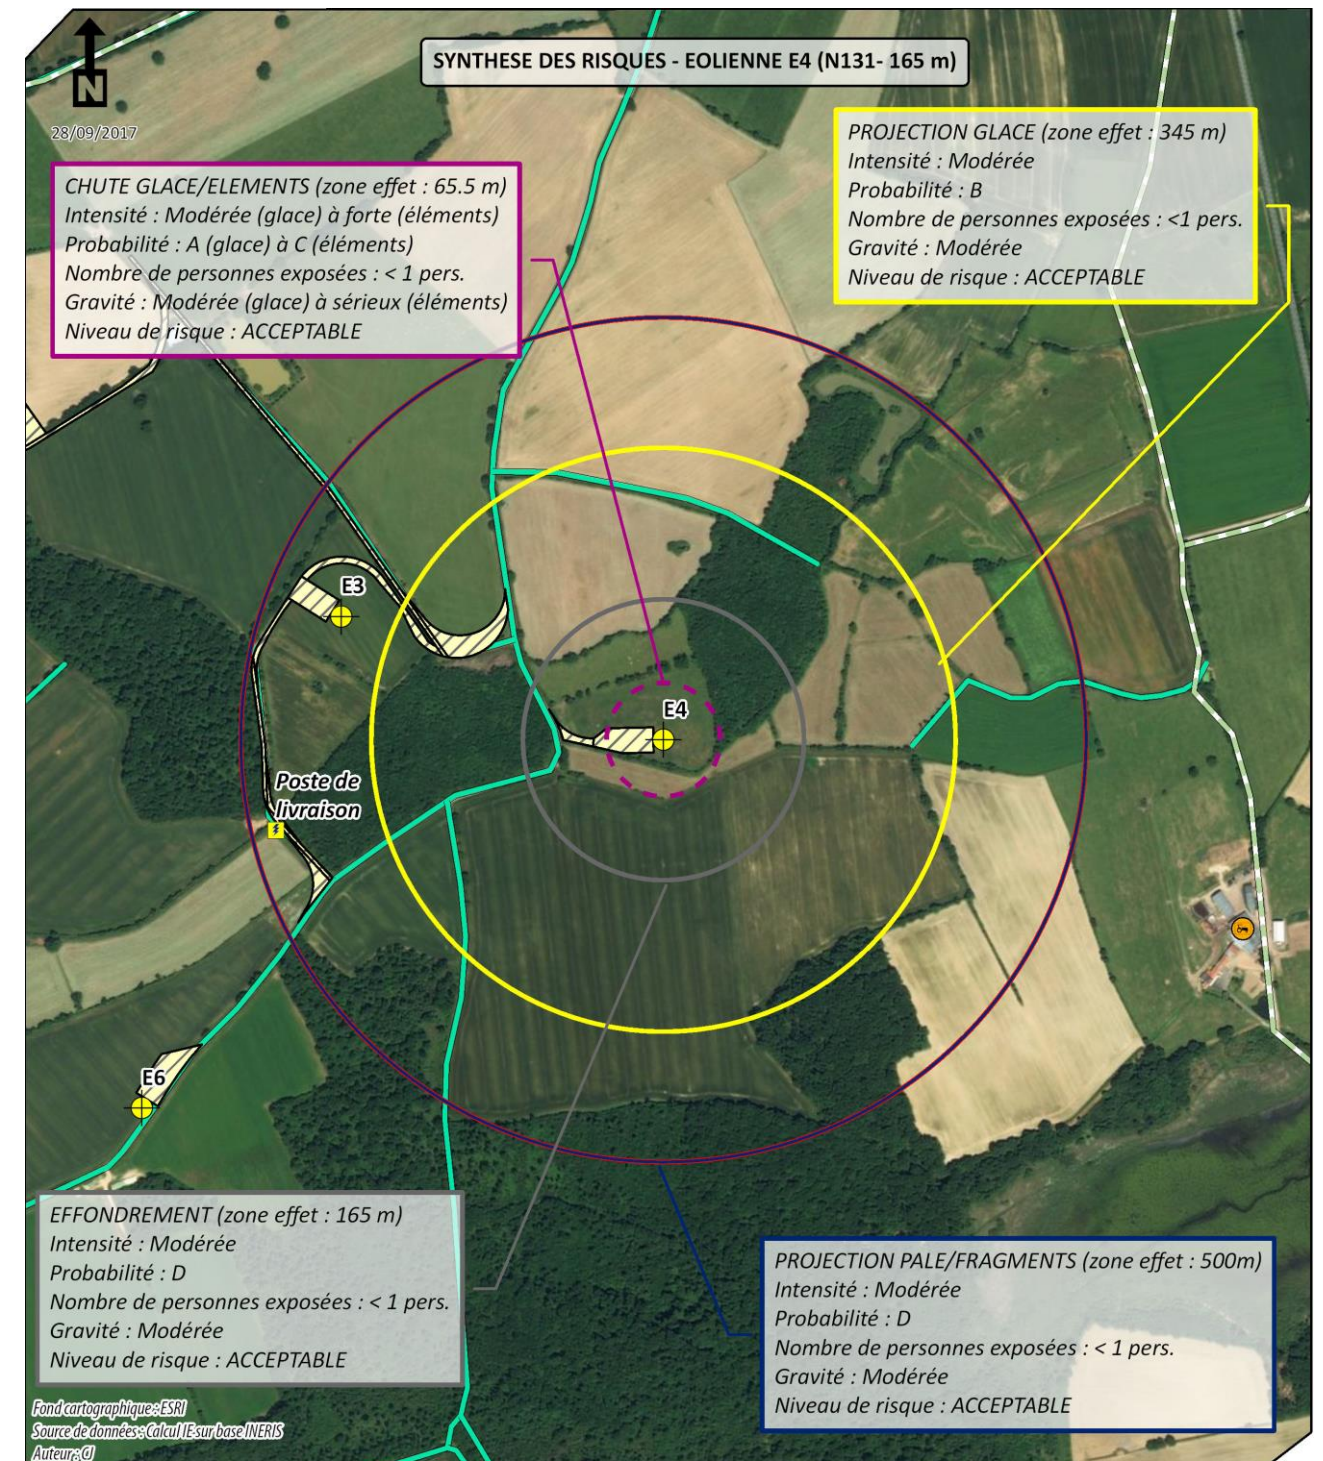 SYNTHESE DES RISQUES - EOLIENNE E4 (N131- 165 m)
N
28/09/2017
CHUTE GLACE/ELEMENTS (zone effet : 65.5 m)
Intensité : Modérée (glace) à forte (éléments)
Probabilité : A (glace) à C (éléments)
Nombre de personnes exposées : < 1 pers.
Gravité : Modérée (glace) à sérieux (éléments)
Niveau de risque : ACCEPTABLE
PROJECTION GLACE (zone effet : 345 m)
Intensité : Modérée
Probabilité : B
Nombre de personnes exposées : <1 pers.
Gravité : Modérée
Niveau de risque : ACCEPTABLE
E3
E4
Poste de
livraison
E6
EFFONDREMENT (zone effet : 165 m)
Intensité : Modérée
Probabilité : D
Nombre de personnes exposées : < 1 pers.
Gravité : Modérée
Niveau de risque : ACCEPTABLE
PROJECTION PALE/FRAGMENTS (zone effet : 500m)
Intensité : Modérée
Probabilité : D
Nombre de personnes exposées : < 1 pers.
Gravité : Modérée
Niveau de risque : ACCEPTABLE
Fond cartographique : ESRI
Source de données : Calcul IE sur base INERIS
Auteur : CJ